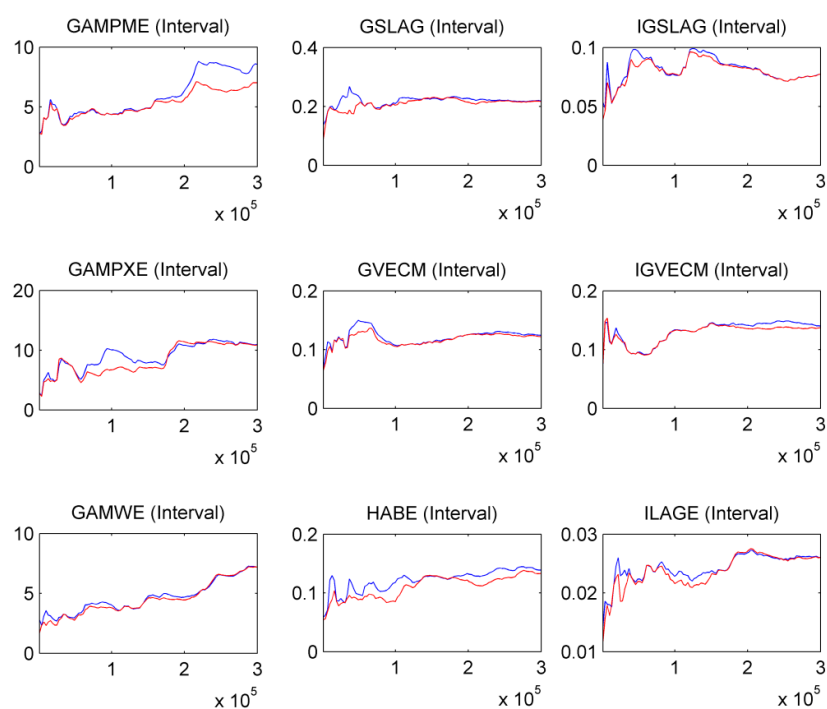 GAMPME (Interval)
10
5
0
1 2 3
x 10^5
GSLAG (Interval)
0.4
0.2
0
1 2 3
x 10^5
IGSLAG (Interval)
0.1
0.05
0
1 2 3
x 10^5
GAMPXE (Interval)
20
10
0
1 2 3
x 10^5
GVECM (Interval)
0.2
0.1
0
1 2 3
x 10^5
IGVECM (Interval)
0.2
0.1
0
1 2 3
x 10^5
GAMWE (Interval)
10
5
0
1 2 3
x 10^5
HABE (Interval)
0.2
0.1
0
1 2 3
x 10^5
ILAGE (Interval)
0.03
0.02
0.01
1 2 3
x 10^5